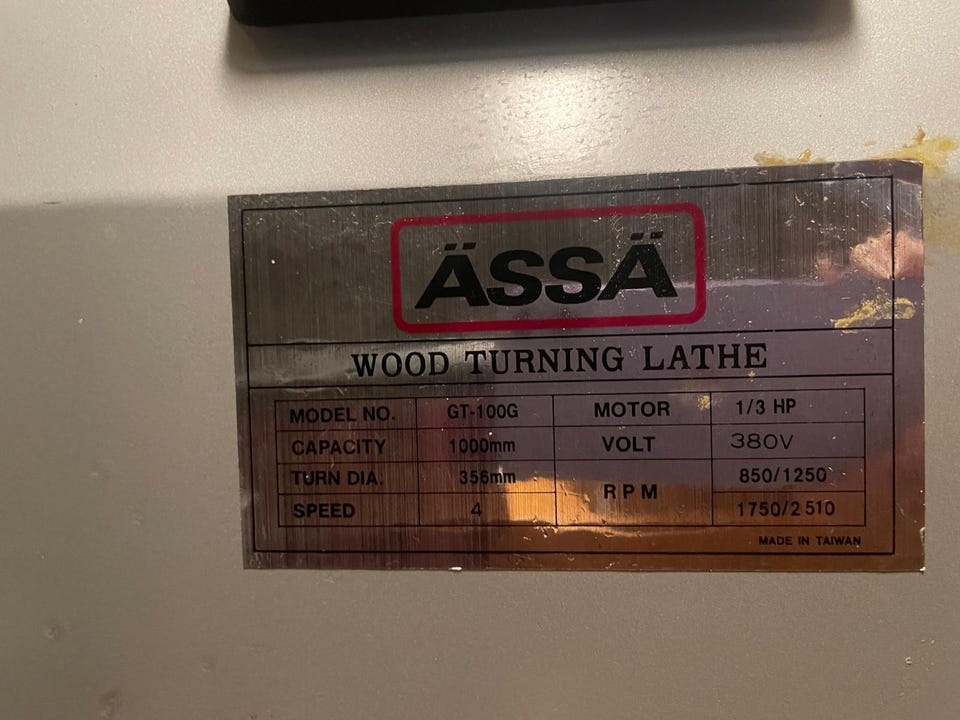 ÄSSÄ
WOOD TURNING LATHE
MODEL NO. GT-100G MOTOR 1/3 HP
CAPACITY 1000mm VOLT 380V
TURN DIA. 356mm RPM 850/1250
SPEED 4 1750/2510
MADE IN TAIWAN